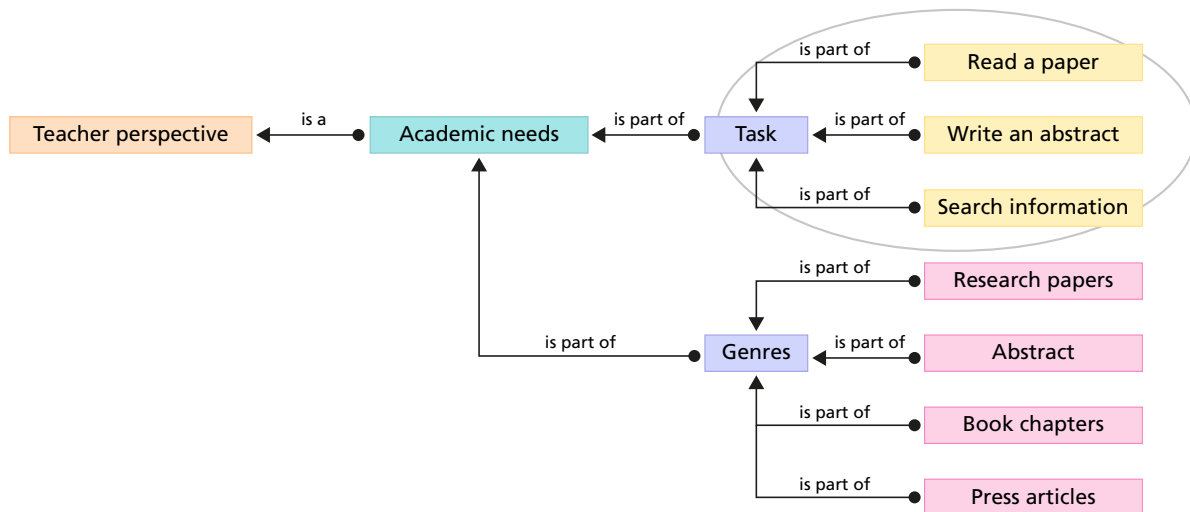 is part of
Read a paper
Teacher perspective
is a
Academic needs
is part of
Task
is part of
Write an abstract
is part of
Search information
is part of
Research papers
is part of
Genres
is part of
Abstract
is part of
Book chapters
is part of
Press articles